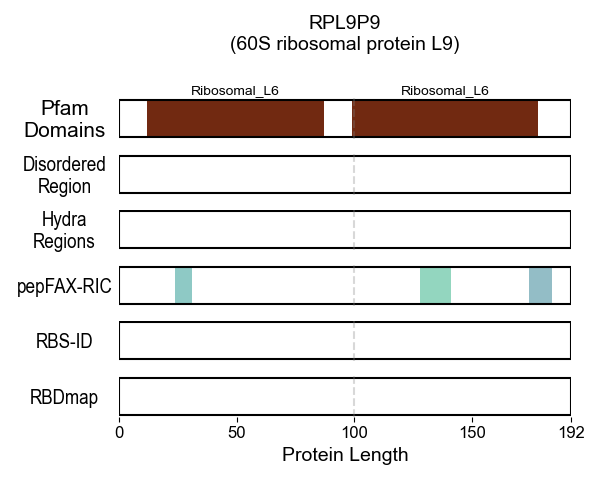 RPL9P9
(60S ribosomal protein L9)
Ribosomal_L6 Ribosomal_L6
Pfam
Domains
Disordered
Region
Hydra
Regions
pepFAX-RIC
RBS-ID
RBDmap
0 50 100 150 192
Protein Length